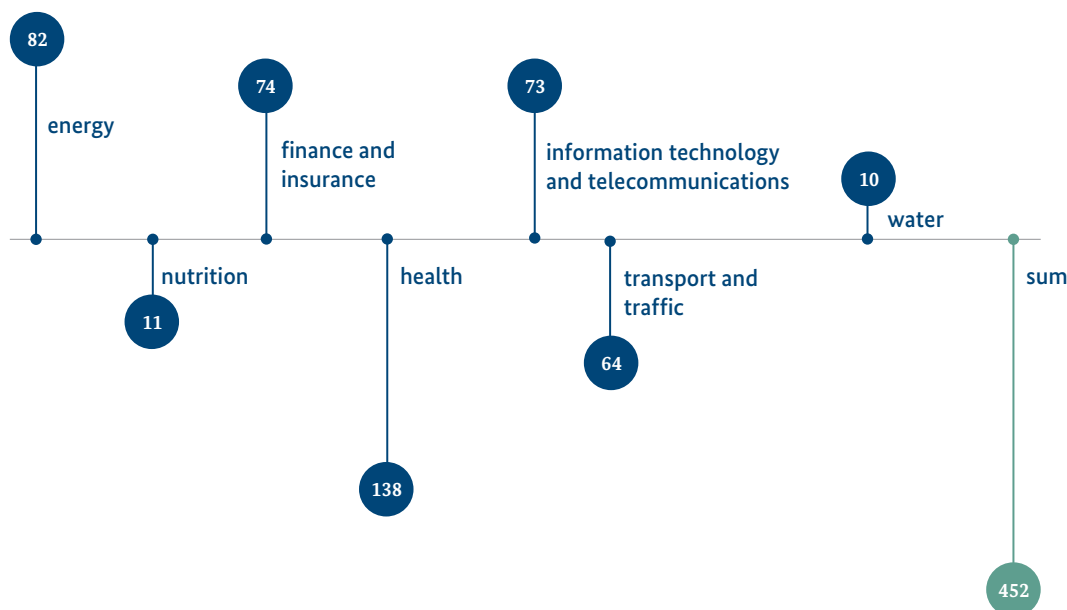 82
energy
11
nutrition
74
finance and
insurance
138
health
73
information technology
and telecommunications
64
transport and
traffic
10
water
452
sum